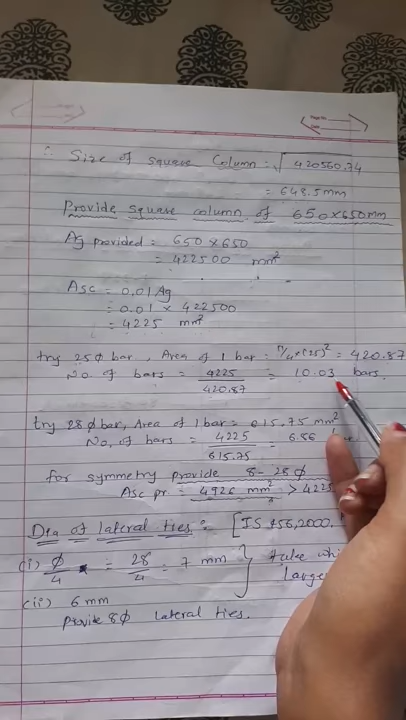 ∴ Size of square Column = √420560.74
= 648.5mm
Provide square column of 650×650mm
Ag provided = 650 × 650
= 422500 mm²
Asc = 0.01 Ag
= 0.01 × 422500
= 4225 mm²
try 25ϕ bar, Area of 1 bar = π/4 × (25)² = 420.87
No. of bars = 4225/420.87 = 10.03 bars
try 28ϕ bar, Area of 1 bar = 615.75 mm²
No. of bars = 4225/615.75 = 6.86
for symmetry provide 8-28ϕ
Asc pr. = 4926 mm² > 4225
Dia of lateral ties : [IS 456,2000,
(i) ϕ/4 = 28/4 = 7 mm } take
(ii) 6 mm
Provide 8ϕ lateral ties.